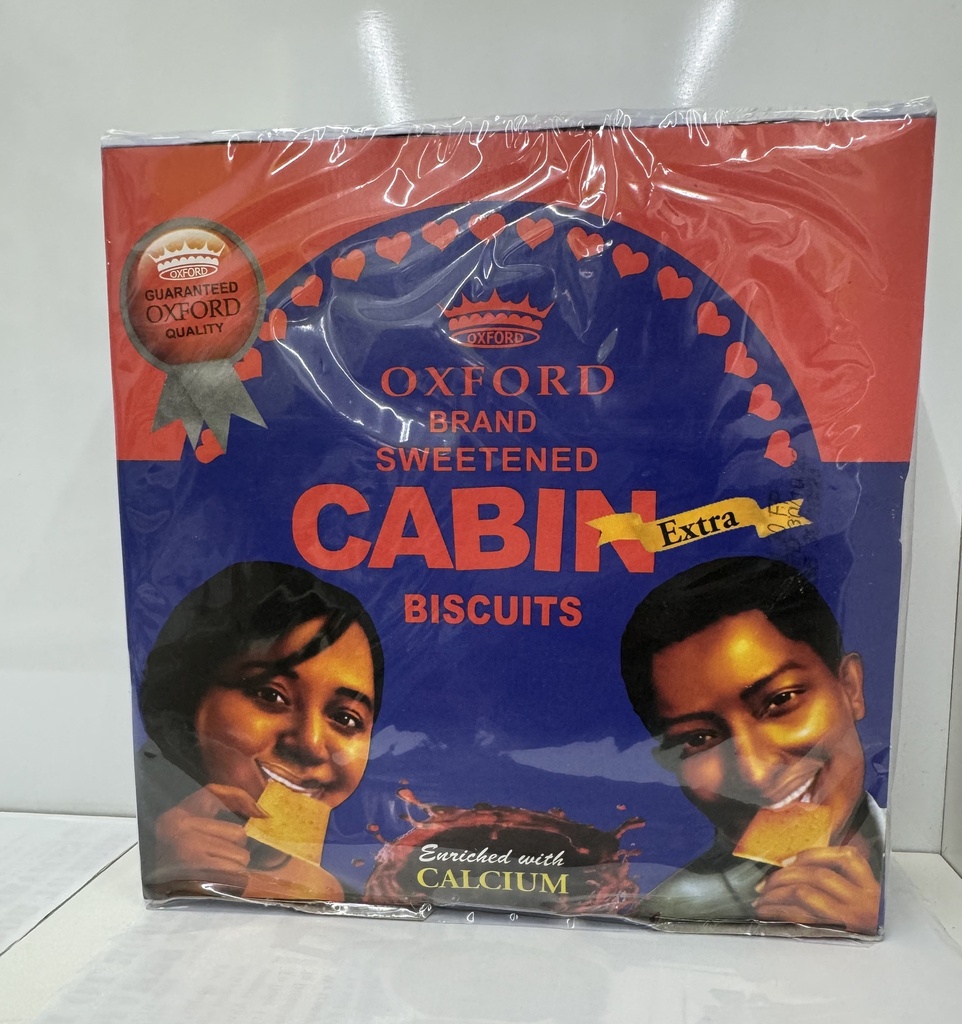 OXFORD
GUARANTEED
OXFORD
QUALITY
OXFORD
OXFORD
BRAND
SWEETENED
CABIN
Extra
BISCUITS
Enriched with
CALCIUM